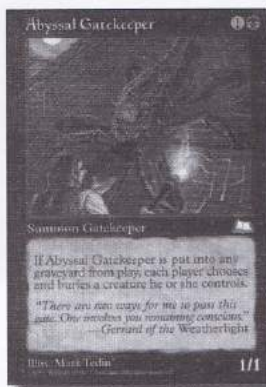 Abyssal Gatekeeper
Summon Gatekeeper
If Abyssal Gatekeeper is put into any
graveyard from play, each player chooses
and buries a creature he or she controls.
"There are two ways for me to pass this
gate. One involves you remaining conscious."
—Gerrard of the Weatherlight
Illus. Mark Tedin
1/1